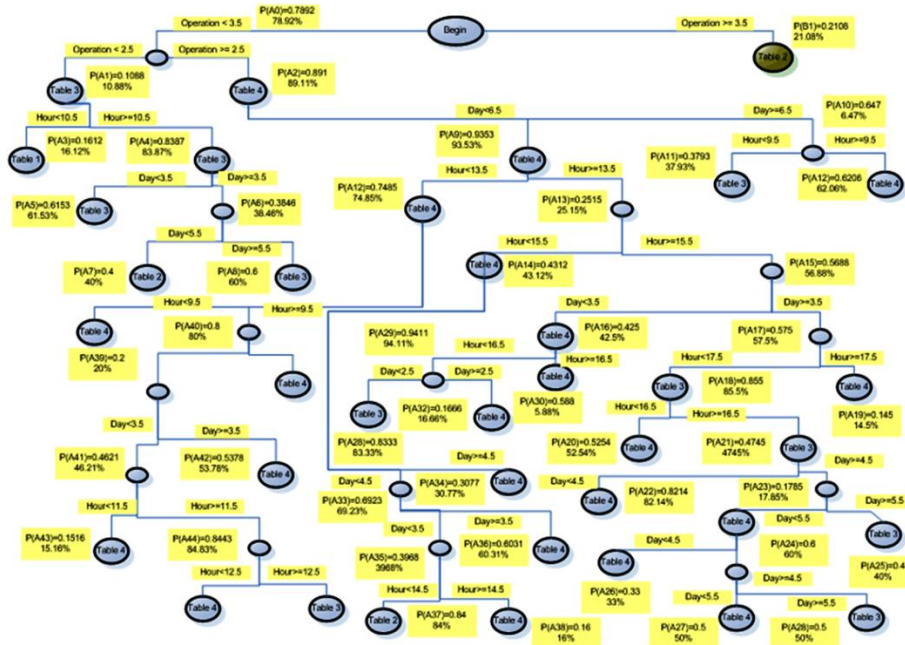 Begin
Operation < 3.5
P(A0)=0.7892
78.92%
Operation >= 3.5
P(B1)=0.2108
21.08%
Table 2
Operation < 2.5
Operation >= 2.5
Table 3
P(A1)=0.1088
10.88%
Table 4
P(A2)=0.891
89.11%
Hour<10.5
Hour>=10.5
Day<6.5
Day>=6.5
P(A10)=0.647
6.47%
Table 1
P(A3)=0.1612
16.12%
P(A4)=0.8387
83.87%
Table 3
P(A9)=0.9353
93.53%
Table 4
Hour<9.5
Hour>=9.5
P(A11)=0.3793
37.93%
Table 3
P(A12)=0.6206
62.06%
Table 4
Day<3.5
Day>=3.5
Hour<13.5
Hour>=13.5
P(A5)=0.6153
61.53%
Table 3
P(A6)=0.3846
38.46%
P(A12)=0.7485
74.85%
Table 4
P(A13)=0.2515
25.15%
Day<5.5
Day>=5.5
Hour<15.5
Hour>=15.5
P(A7)=0.4
40%
Table 2
P(A8)=0.6
60%
Table 3
Table 4
P(A14)=0.4312
43.12%
P(A15)=0.5688
56.88%
Hour<9.5
Hour>=9.5
Day<3.5
Day>=3.5
Table 4
P(A40)=0.8
80%
P(A39)=0.2
20%
Table 4
P(A29)=0.9411
94.11%
Table 4
P(A16)=0.425
42.5%
P(A17)=0.575
57.5%
Hour<16.5
Hour>=16.5
Hour<17.5
Hour>=17.5
Day<2.5
Day>=2.5
Table 4
P(A30)=0.588
5.88%
Table 3
P(A18)=0.855
85.5%
Table 4
P(A19)=0.145
14.5%
Table 3
P(A32)=0.1666
16.66%
Table 4
P(A28)=0.8333
83.33%
Hour<16.5
Hour>=16.5
P(A20)=0.5254
52.54%
Table 4
P(A21)=0.4745
4745%
Table 3
Day<3.5
Day>=3.5
P(A41)=0.4621
46.21%
P(A42)=0.5378
53.78%
Table 4
Day<4.5
Day>=4.5
P(A33)=0.6923
69.23%
P(A34)=0.3077
30.77%
Table 4
Day<4.5
Day>=4.5
Table 4
P(A22)=0.8214
82.14%
P(A23)=0.1785
17.85%
Hour<11.5
Hour>=11.5
Day<3.5
Day>=3.5
Day<5.5
Day>=5.5
P(A43)=0.1516
15.16%
Table 4
P(A44)=0.8443
84.83%
P(A35)=0.3968
3968%
P(A36)=0.6031
60.31%
Table 4
Table 4
P(A24)=0.6
60%
Table 3
P(A25)=0.4
40%
Hour<12.5
Hour>=12.5
Table 4
Table 3
Hour<14.5
Hour>=14.5
Table 2
P(A37)=0.84
84%
Table 4
P(A38)=0.16
16%
Day<4.5
Day>=4.5
Table 4
P(A26)=0.33
33%
Day<5.5
Day>=5.5
P(A27)=0.5
50%
Table 4
P(A28)=0.5
50%
Table 3